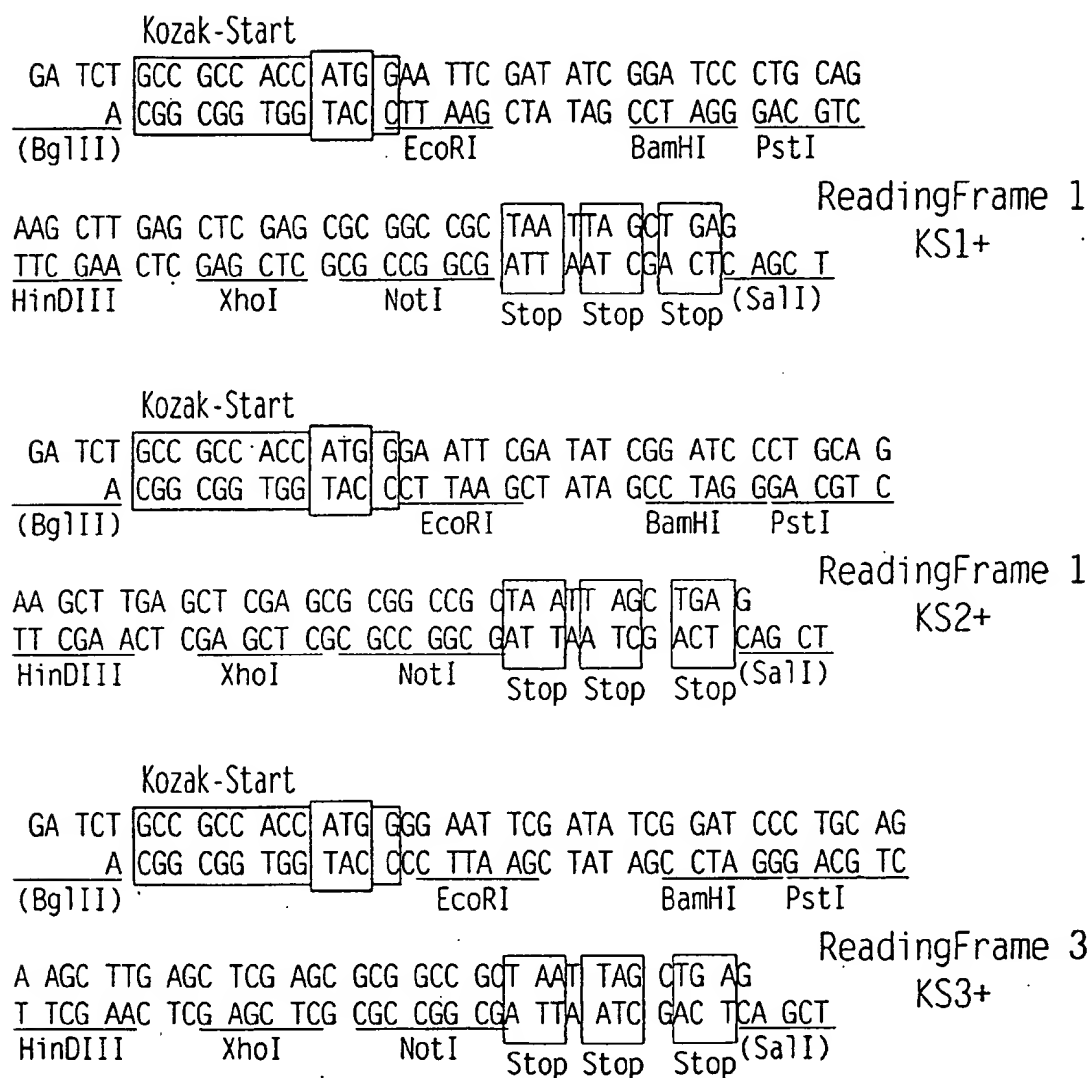 Kozak-Start
GA TCT GCC GCC ACC ATG GAA TTC GAT ATC GGA TCC CTG CAG
A CGG CGG TGG TAC CTT AAG CTA TAG CCT AGG GAC GTC
(BglII) EcoRI BamHI PstI
ReadingFrame 1
AAG CTT GAG CTC GAG CGC GGC CGC TAA TTA GCT GAG
KS1+
TTC GAA CTC GAG CTC GCG CCG GCG ATT AAT CGA CTC AGC T
HinDIII XhoI NotI Stop Stop Stop (SalI)
Kozak-Start
GA TCT GCC GCC ACC ATG GGA ATT CGA TAT CGG ATC CCT GCA G
A CGG CGG TGG TAC CCT TAA GCT ATA GCC TAG GGA CGT C
(BglII) EcoRI BamHI PstI
ReadingFrame 1
AA GCT TGA GCT CGA GCG CGG CCG CTA ATT AGC TGA G
KS2+
TT CGA ACT CGA GCT CGC GCC GGC GAT TAA TCG ACT CAG CT
HinDIII XhoI NotI Stop Stop Stop (SalI)
Kozak-Start
GA TCT GCC GCC ACC ATG GGG AAT TCG ATA TCG GAT CCC TGC AG
A CGG CGG TGG TAC CCC TTA AGC TAT AGC CTA GGG ACG TC
(BglII) EcoRI BamHI PstI
ReadingFrame 3
A AGC TTG AGC TCG AGC GCG GCC GCT AAT TAG CTG AG
KS3+
T TCG AAC TCG AGC TCG CGC CGG CGA TTA ATC GAC TCA GCT
HinDIII XhoI NotI Stop Stop Stop (SalI)